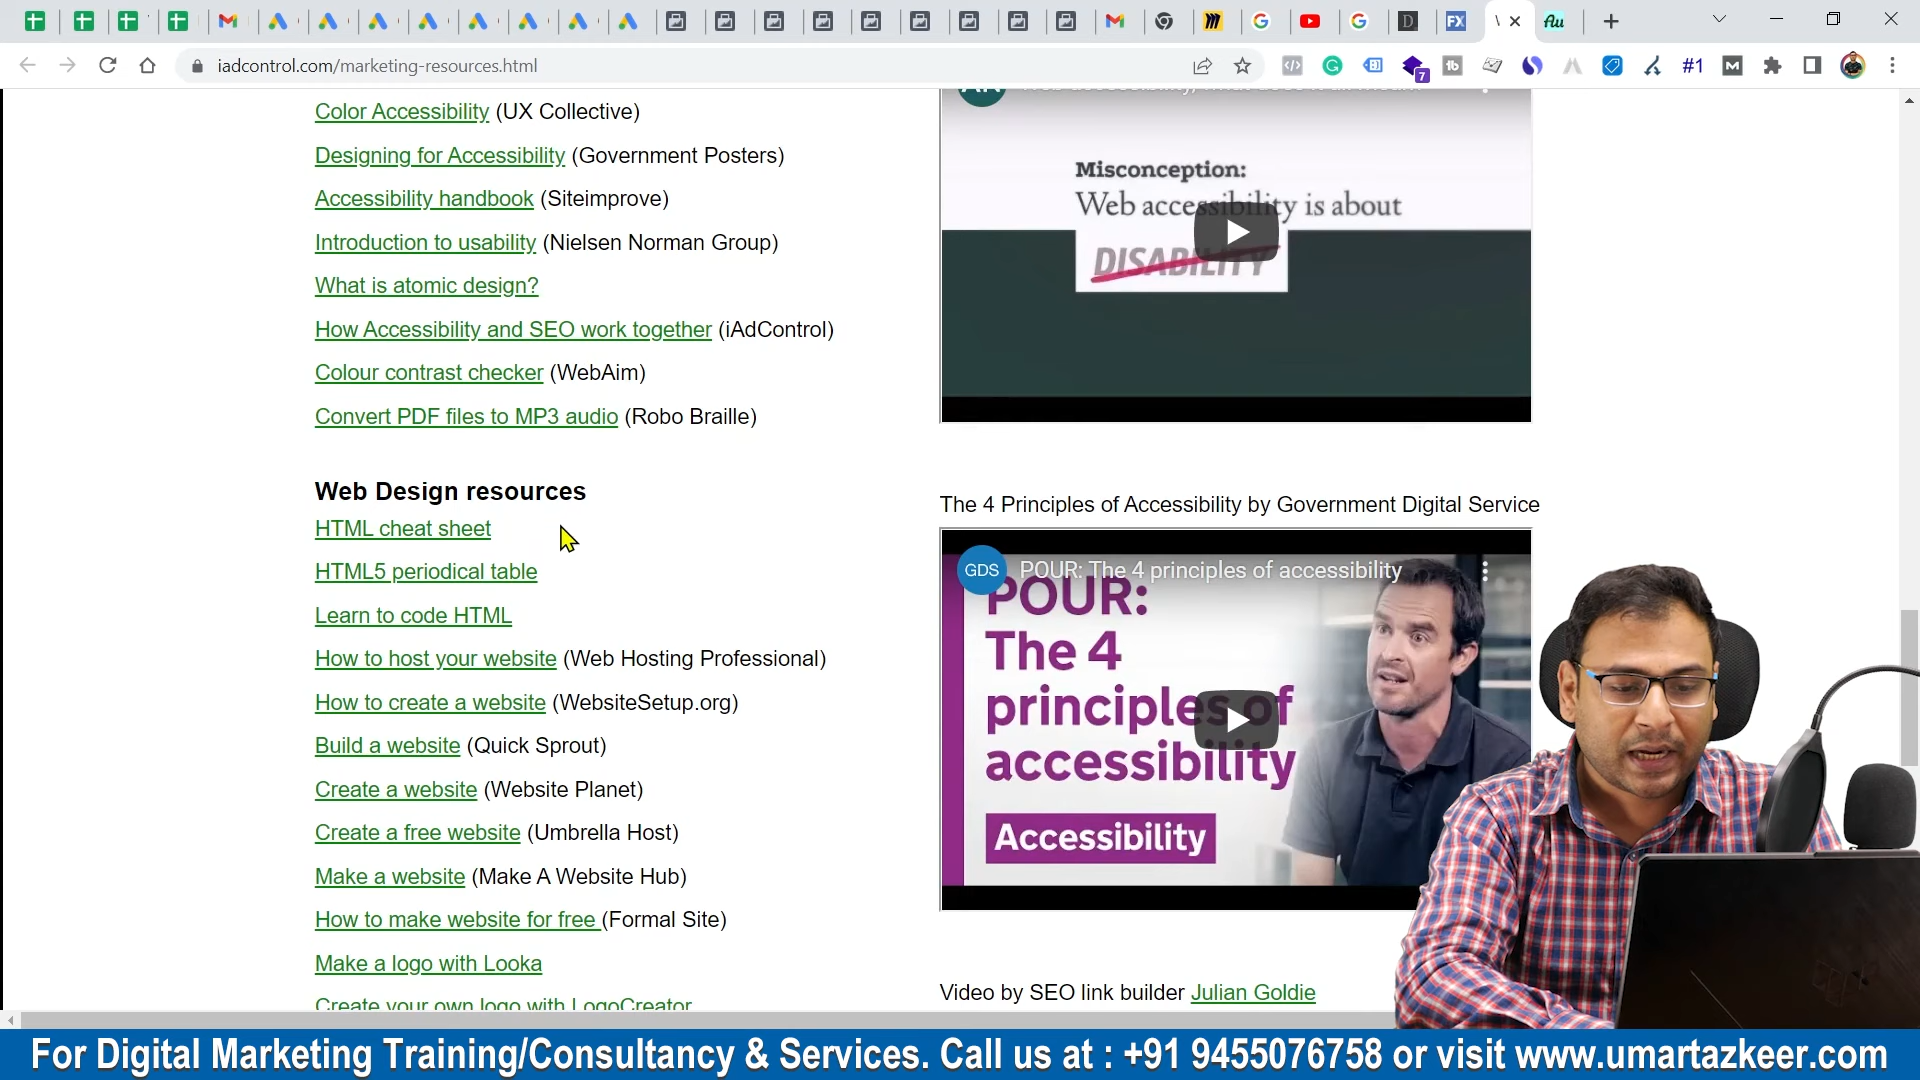 #1
7
iadcontrol.com/marketing-resources.html
Color Accessibility (UX Collective)
Designing for Accessibility (Government Posters)
Accessibility handbook (Siteimprove)
Introduction to usability (Nielsen Norman Group)
What is atomic design?
How Accessibility and SEO work together (iAdControl)
Colour contrast checker (WebAim)
Convert PDF files to MP3 audio (Robo Braille)
Web Design resources
HTML cheat sheet
HTML5 periodical table
Learn to code HTML
How to host your website (Web Hosting Professional)
How to create a website (WebsiteSetup.org)
Build a website (Quick Sprout)
Create a website (Website Planet)
Create a free website (Umbrella Host)
Make a website (Make A Website Hub)
How to make website for free (Formal Site)
Make a logo with Looka
Create your own logo with LogoCreator
Misconception:
Web accessibility is about
DISABILITY
The 4 Principles of Accessibility by Government Digital Service
GDS
POUR: The 4 principles of accessibility
POUR:
The 4
principles of
accessibility
Accessibility
Video by SEO link builder Julian Goldie
For Digital Marketing Training/Consultancy & Services. Call us at : +91 9455076758 or visit www.umartazkeer.com